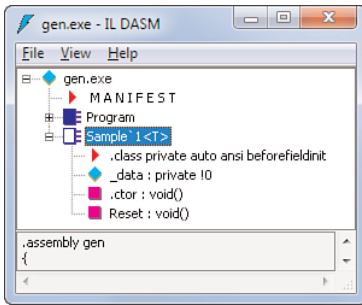 gen.exe - IL DASM
File View Help
gen.exe
MANIFEST
Program
Sample`1<T>
.class private auto ansi beforefieldinit
_data : private !0
.ctor : void()
Reset : void()
.assembly gen
{